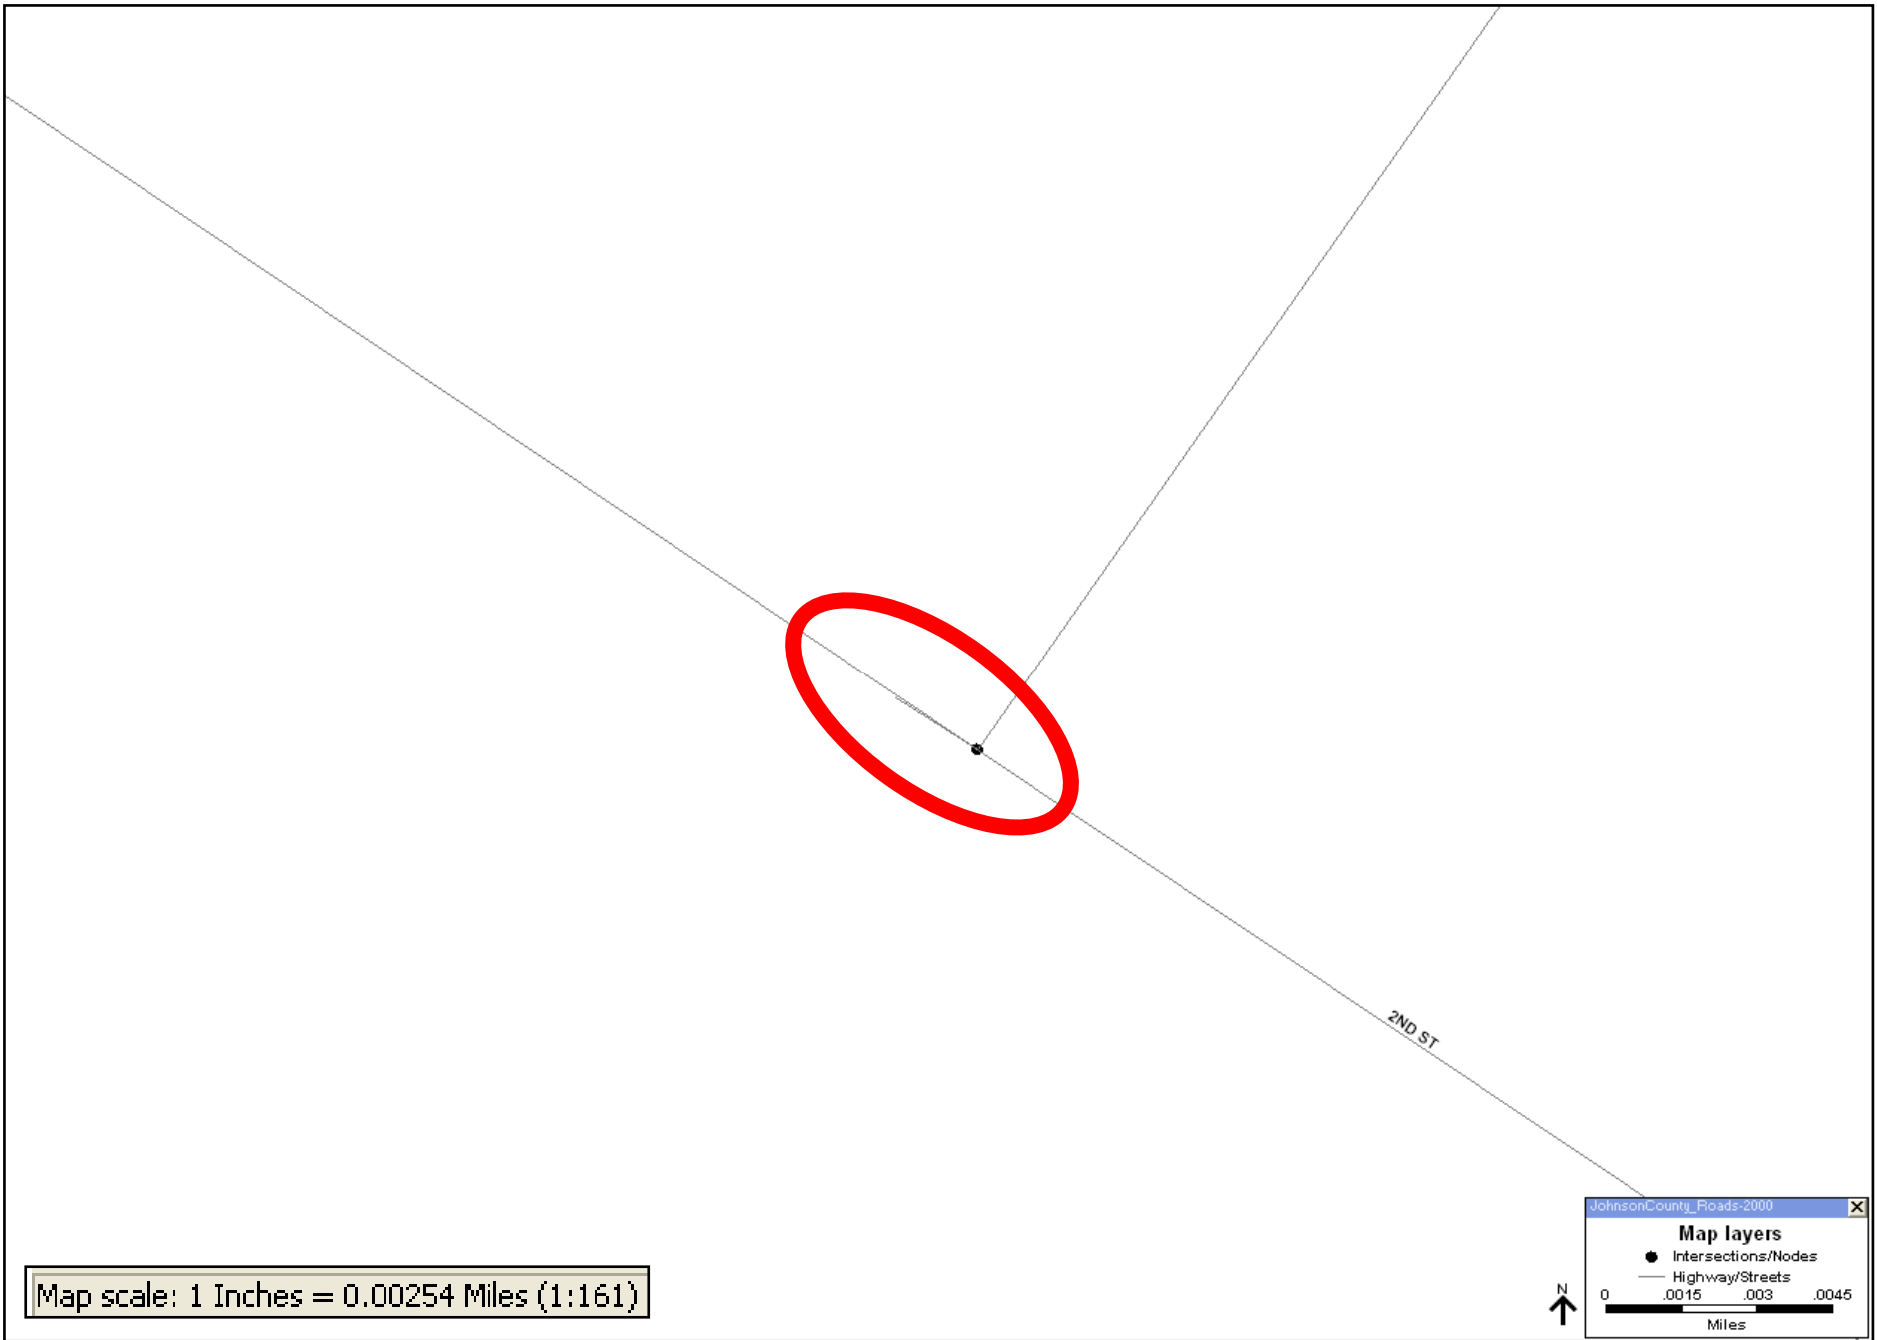 2ND ST
JohnsonCounty_Roads-2000
Map layers
Intersections/Nodes
Highway/Streets
N
0 .0015 .003 .0045
Miles
Map scale: 1 Inches = 0.00254 Miles (1:161)